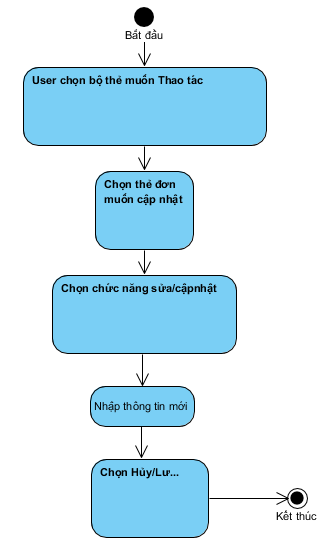 Bắt đầu
User chọn bộ thẻ muốn Thao tác
Chọn thẻ đơn
muốn cập nhật
Chọn chức năng sửa/cậpnhật
Nhập thông tin mới
Chọn Hủy/Lư...
Kết thúc